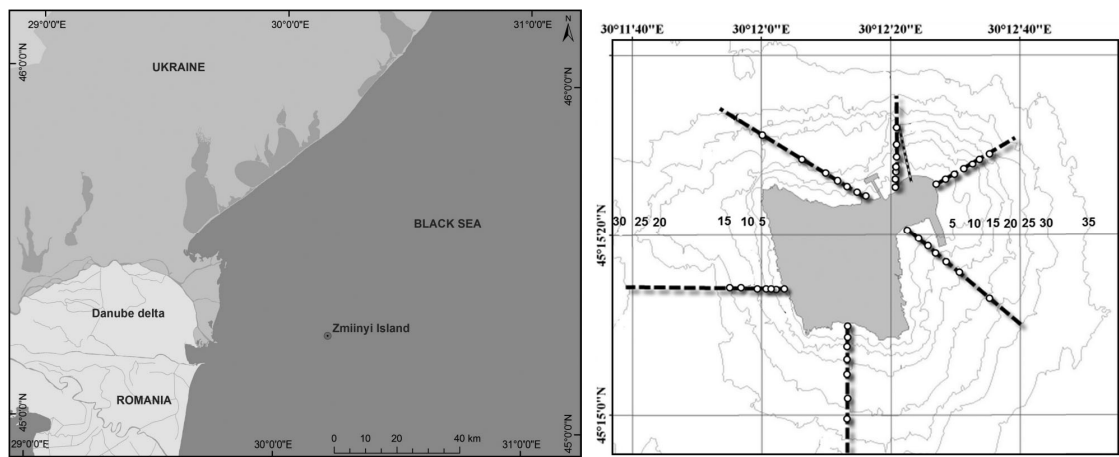 29°0'0"E 30°0'0"E 31°0'0"E
N
46°0'0"N
46°0'0"N
UKRAINE
BLACK SEA
Danube delta
Zmiinyi Island
ROMANIA
45°0'0"N
45°0'0"N
0 10 20 40 km
29°0'0"E 30°0'0"E 31°0'0"E
30°11'40"E 30°12'0"E 30°12'20"E 30°12'40"E
30 25 20 15 10 5 5 10 15 20 25 30 35
45°15'20"N
45°15'0"N